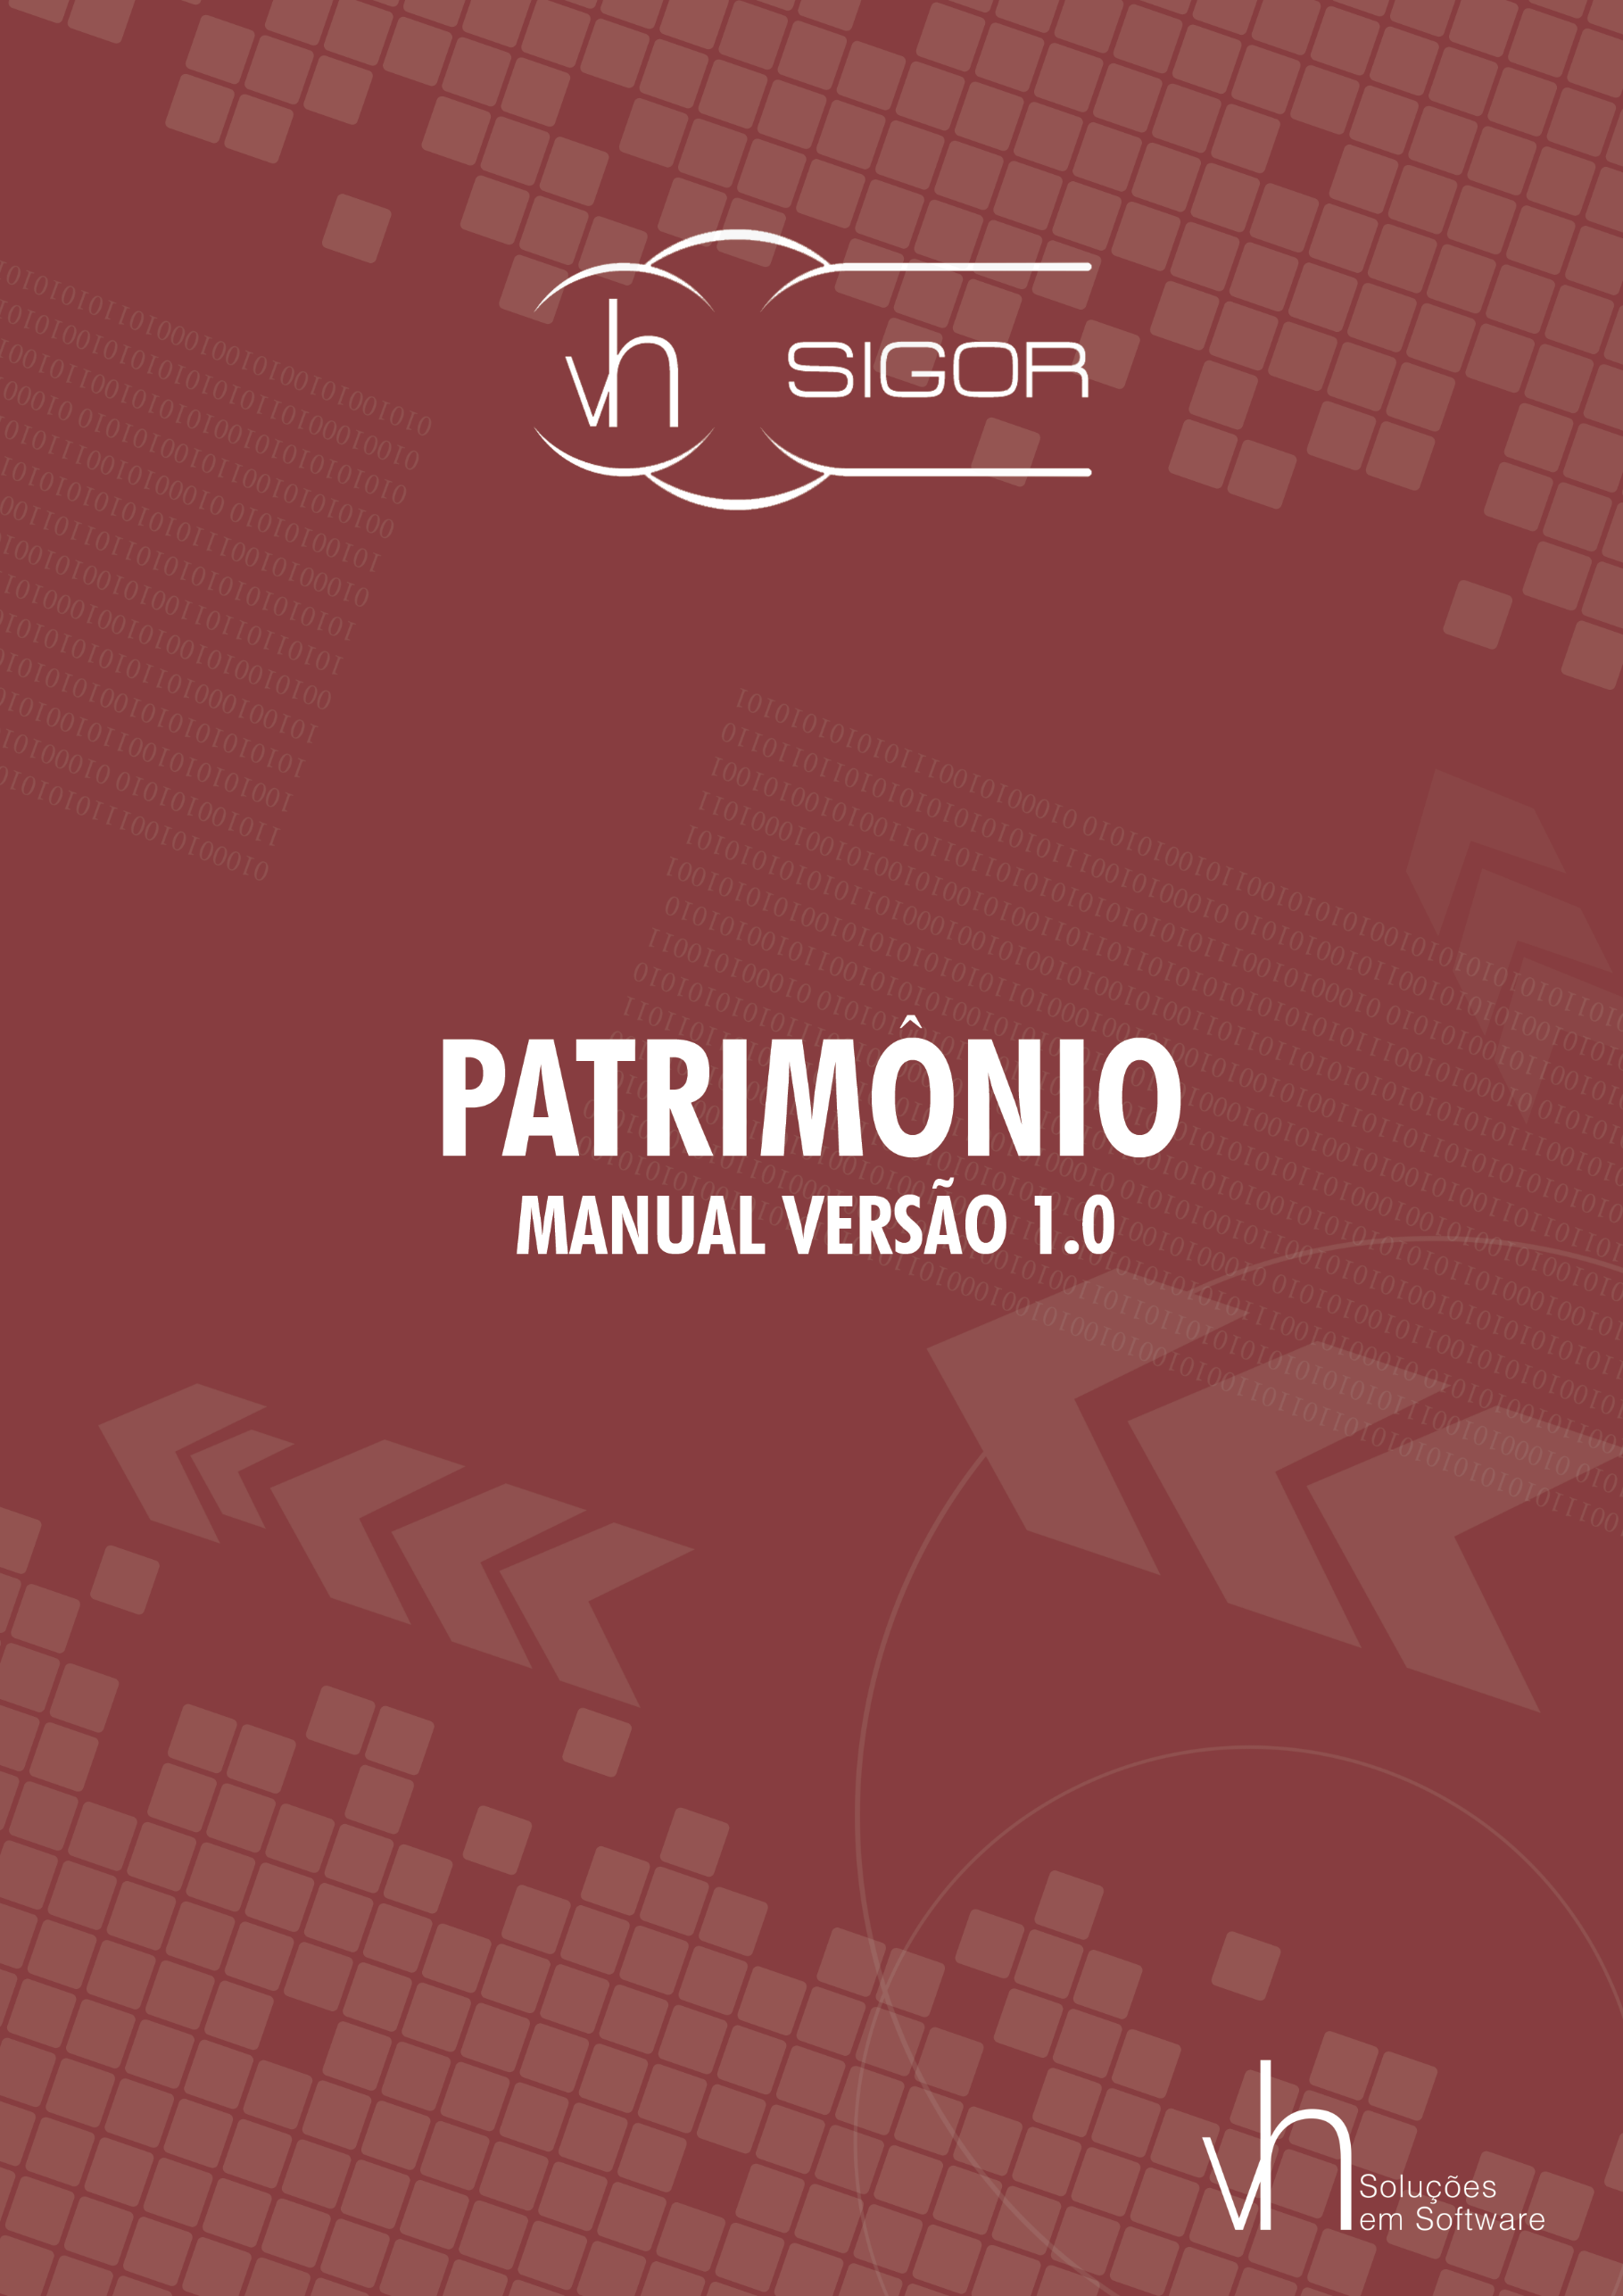 vh SIGOR
PATRIMÔNIO
MANUAL VERSÃO 1.0
vh Soluções
em Software